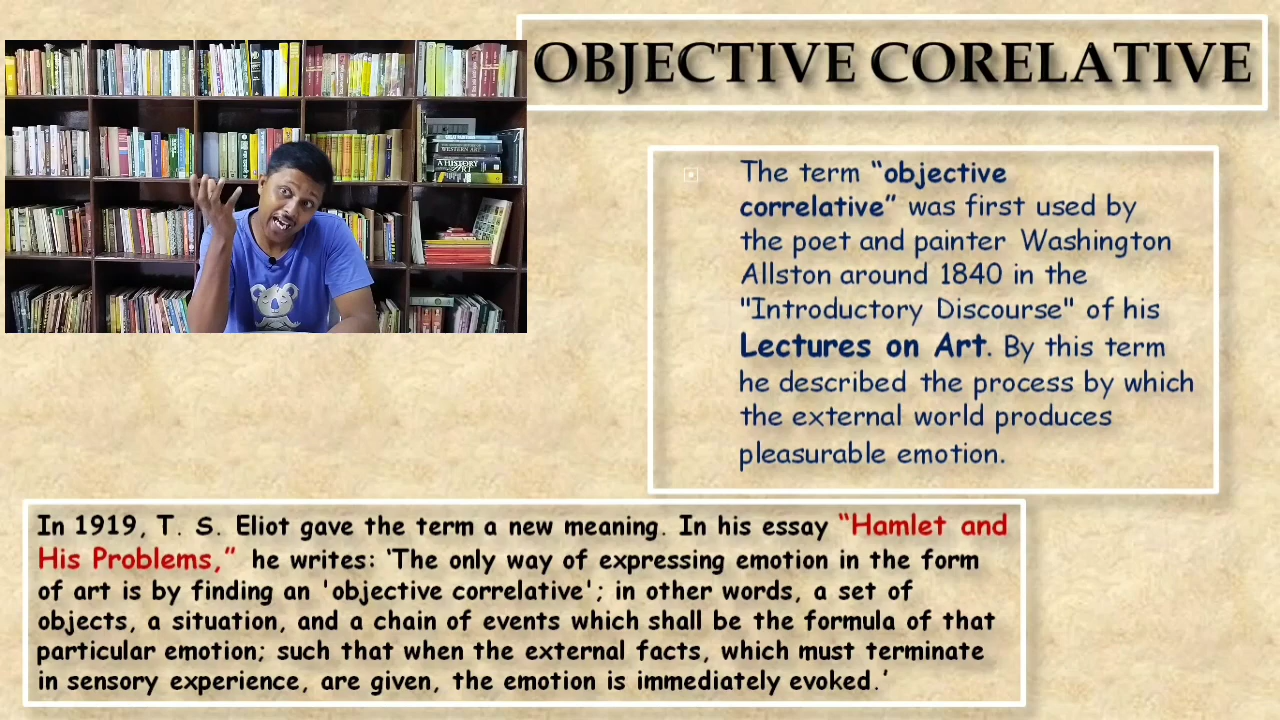 OBJECTIVE CORELATIVE
WESTERN ART
A HISTORY
ART
The term “objective
correlative” was first used by
the poet and painter Washington
Allston around 1840 in the
"Introductory Discourse" of his
Lectures on Art. By this term
he described the process by which
the external world produces
pleasurable emotion.
In 1919, T. S. Eliot gave the term a new meaning. In his essay “Hamlet and
His Problems,” he writes: ‘The only way of expressing emotion in the form
of art is by finding an 'objective correlative'; in other words, a set of
objects, a situation, and a chain of events which shall be the formula of that
particular emotion; such that when the external facts, which must terminate
in sensory experience, are given, the emotion is immediately evoked.’